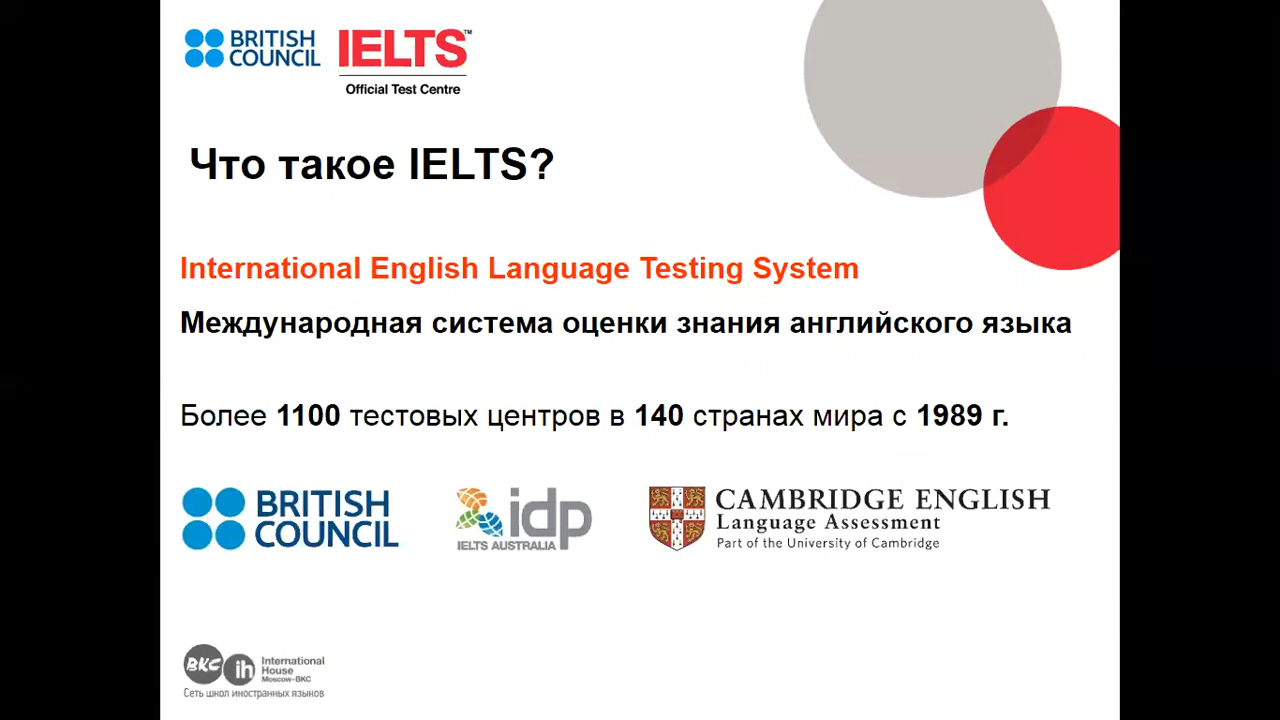 BRITISH
COUNCIL
IELTS™
Official Test Centre
Что такое IELTS?
International English Language Testing System
Международная система оценки знания английского языка
Более 1100 тестовых центров в 140 странах мира с 1989 г.
BRITISH
COUNCIL
idp
IELTS AUSTRALIA
CAMBRIDGE ENGLISH
Language Assessment
Part of the University of Cambridge
ВКС
ih
International
House
Moscow-BKC
Сеть школ иностранных языков